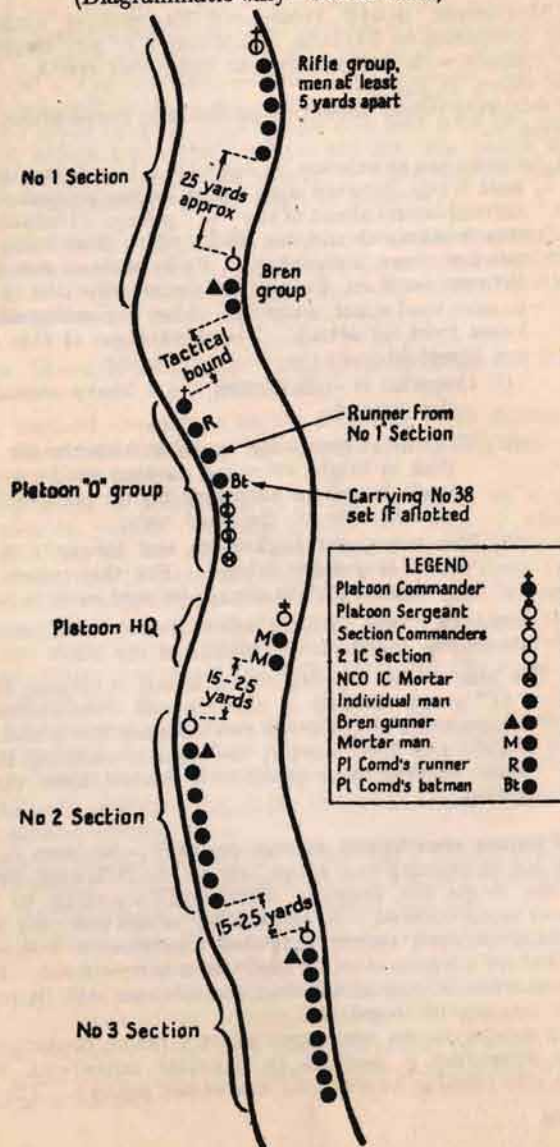 (Diagrammatic only
Rifle group,
men at least
5 yards apart
No 1 Section
25 yards
approx
Bren
group
Tactical
bound
R
Runner from
No 1 Section
Platoon "O" group
Bt
Carrying No 38
set if allotted
Platoon HQ
M
M
15-25
yards
No 2 Section
15-25 yards
No 3 Section
LEGEND
Platoon Commander
Platoon Sergeant
Section Commanders
2 IC Section
NCO IC Mortar
Individual man
Bren gunner
Mortar man M
Pl Comd's runner R
Pl Comd's batman Bt